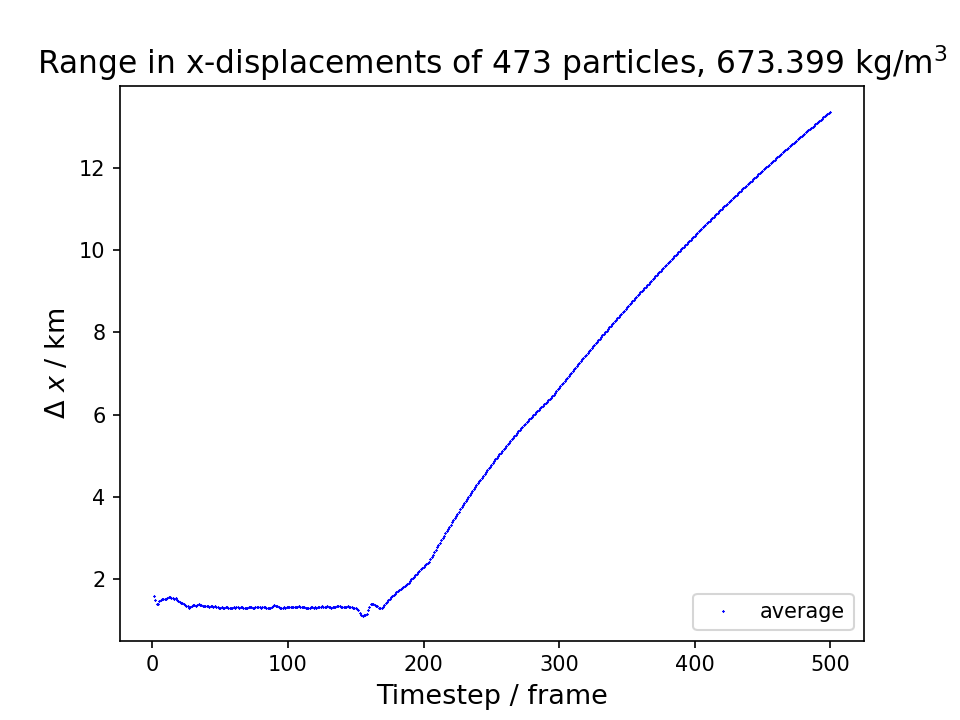 Range in x-displacements of 473 particles, 673.399 kg/m³
12
10
8
6
4
2
Δ x / km
average
0 100 200 300 400 500
Timestep / frame